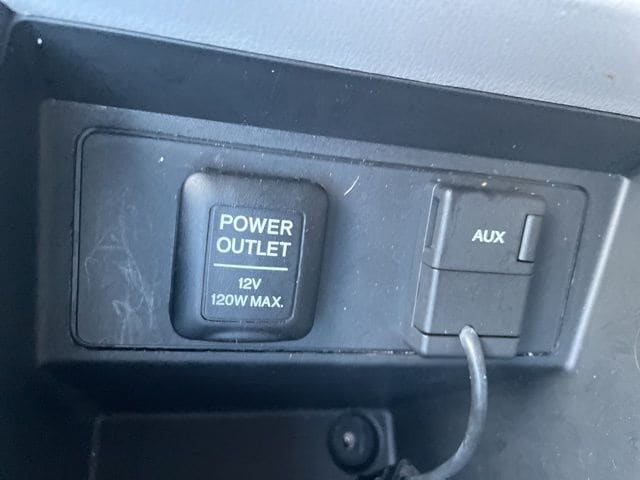 POWER
OUTLET
12V
120W MAX.
AUX